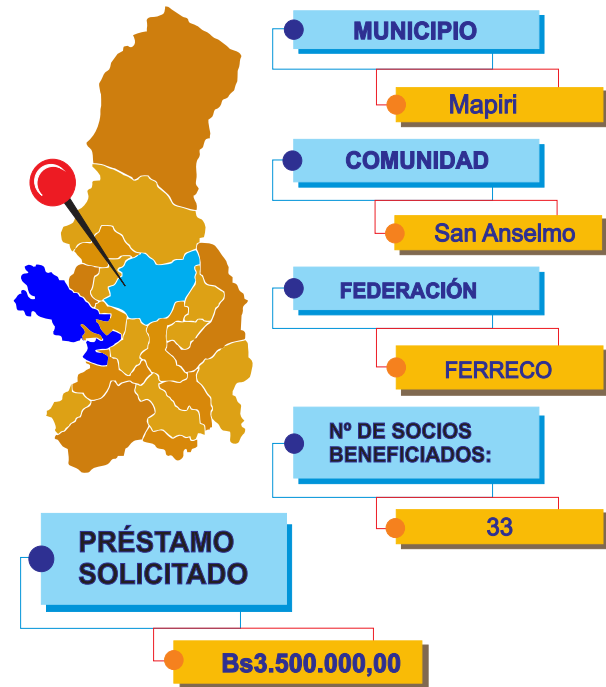 MUNICIPIO
Mapiri
COMUNIDAD
San Anselmo
FEDERACIÓN
FERRECO
Nº DE SOCIOS
BENEFICIADOS:
33
PRÉSTAMO
SOLICITADO
Bs3.500.000,00